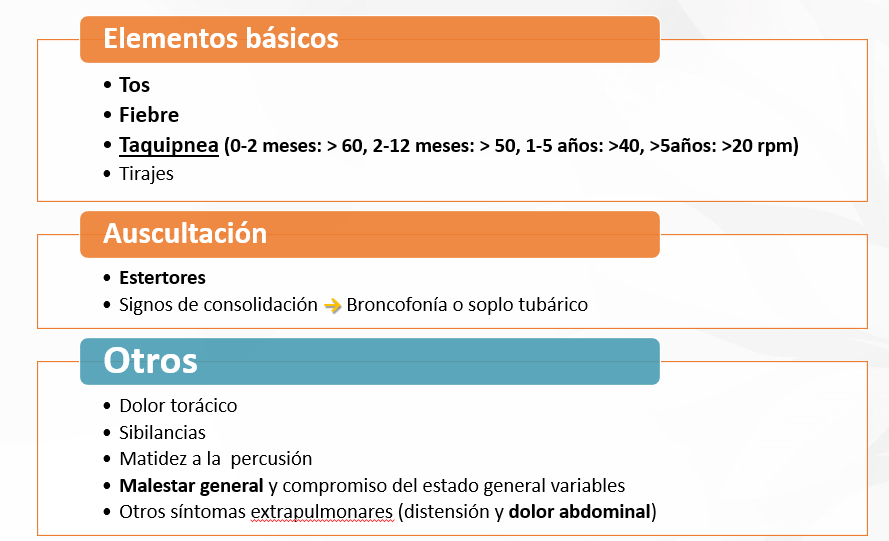 Elementos básicos
• Tos
• Fiebre
• Taquipnea (0-2 meses: > 60, 2-12 meses: > 50, 1-5 años: >40, >5años: >20 rpm)
• Tirajes
Auscultación
• Estertores
• Signos de consolidación → Broncofonía o soplo tubárico
Otros
• Dolor torácico
• Sibilancias
• Matidez a la  percusión
• Malestar general y compromiso del estado general variables
• Otros síntomas extrapulmonares (distensión y dolor abdominal)